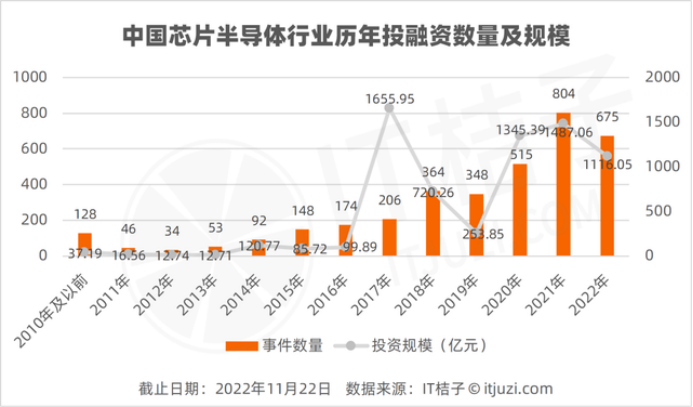 中国芯片半导体行业历年投融资数量及规模
1000
800
600
400
200
0
2000
1500
1000
500
0
128
46
34
53
92
148
174
206
364
348
515
804
675
37.19
16.56
12.74
12.71
120.77
85.72
99.89
1655.95
720.26
253.85
1345.39
1487.06
1116.05
2010年及以前
2011年
2012年
2013年
2014年
2015年
2016年
2017年
2018年
2019年
2020年
2021年
2022年
事件数量 投资规模（亿元）
截止日期：2022年11月22日 数据来源：IT桔子 © itjuzi.com
IT桔子
ITJUZI.COM